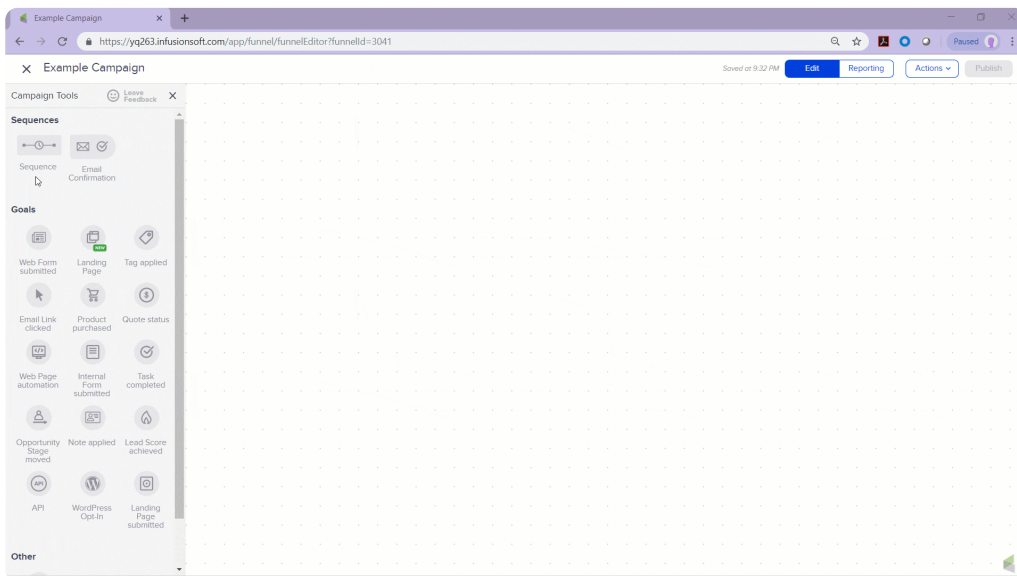 Example Campaign
https://yq263.infusionsoft.com/app/funnel/funnelEditor?funnelId=3041
Paused
Example Campaign
Saved at 9:32 PM
Edit
Reporting
Actions
Publish
Campaign Tools
Leave
Feedback
Sequences
Sequence
Email
Confirmation
Goals
NEW
Web Form
submitted
Landing
Page
Tag applied
Email Link
clicked
Product
purchased
Quote status
Web Page
automation
Internal
Form
submitted
Task
completed
Opportunity
Stage
moved
Note applied
Lead Score
achieved
API
API
WordPress
Opt-In
Landing
Page
submitted
Other